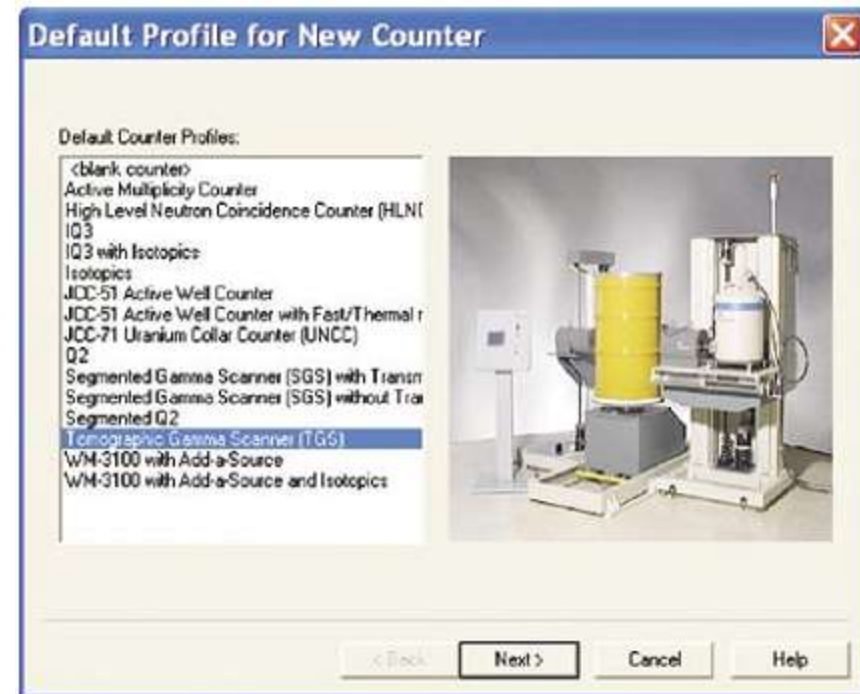 Default Profile for New Counter
Default Counter Profiles:
<blank counter>
Active Multiplicity Counter
High Level Neutron Coincidence Counter (HLNC
IQ3
IQ3 with Isotopics
Isotopics
JCC-51 Active Well Counter
JCC-51 Active Well Counter with Fast/Thermal r
JCC-71 Uranium Collar Counter (UNCC)
Q2
Segmented Gamma Scanner (SGS) with Transm
Segmented Gamma Scanner (SGS) without Trar
Segmented Q2
Tomographic Gamma Scanner (TGS)
WM-3100 with Add-a-Source
WM-3100 with Add-a-Source and Isotopics
< Back
Next >
Cancel
Help